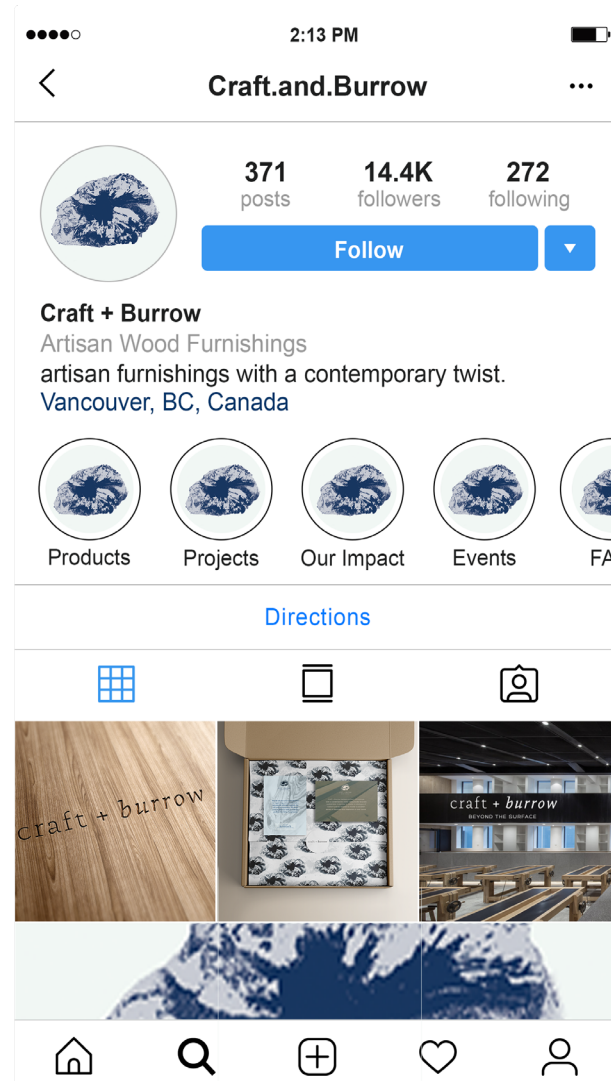 2:13 PM
Craft.and.Burrow
371 14.4K 272
posts followers following
Follow
Craft + Burrow
Artisan Wood Furnishings
artisan furnishings with a contemporary twist.
Vancouver, BC, Canada
Products Projects Our Impact Events FA
Directions
craft + burrow
craft + burrow
BEYOND THE SURFACE